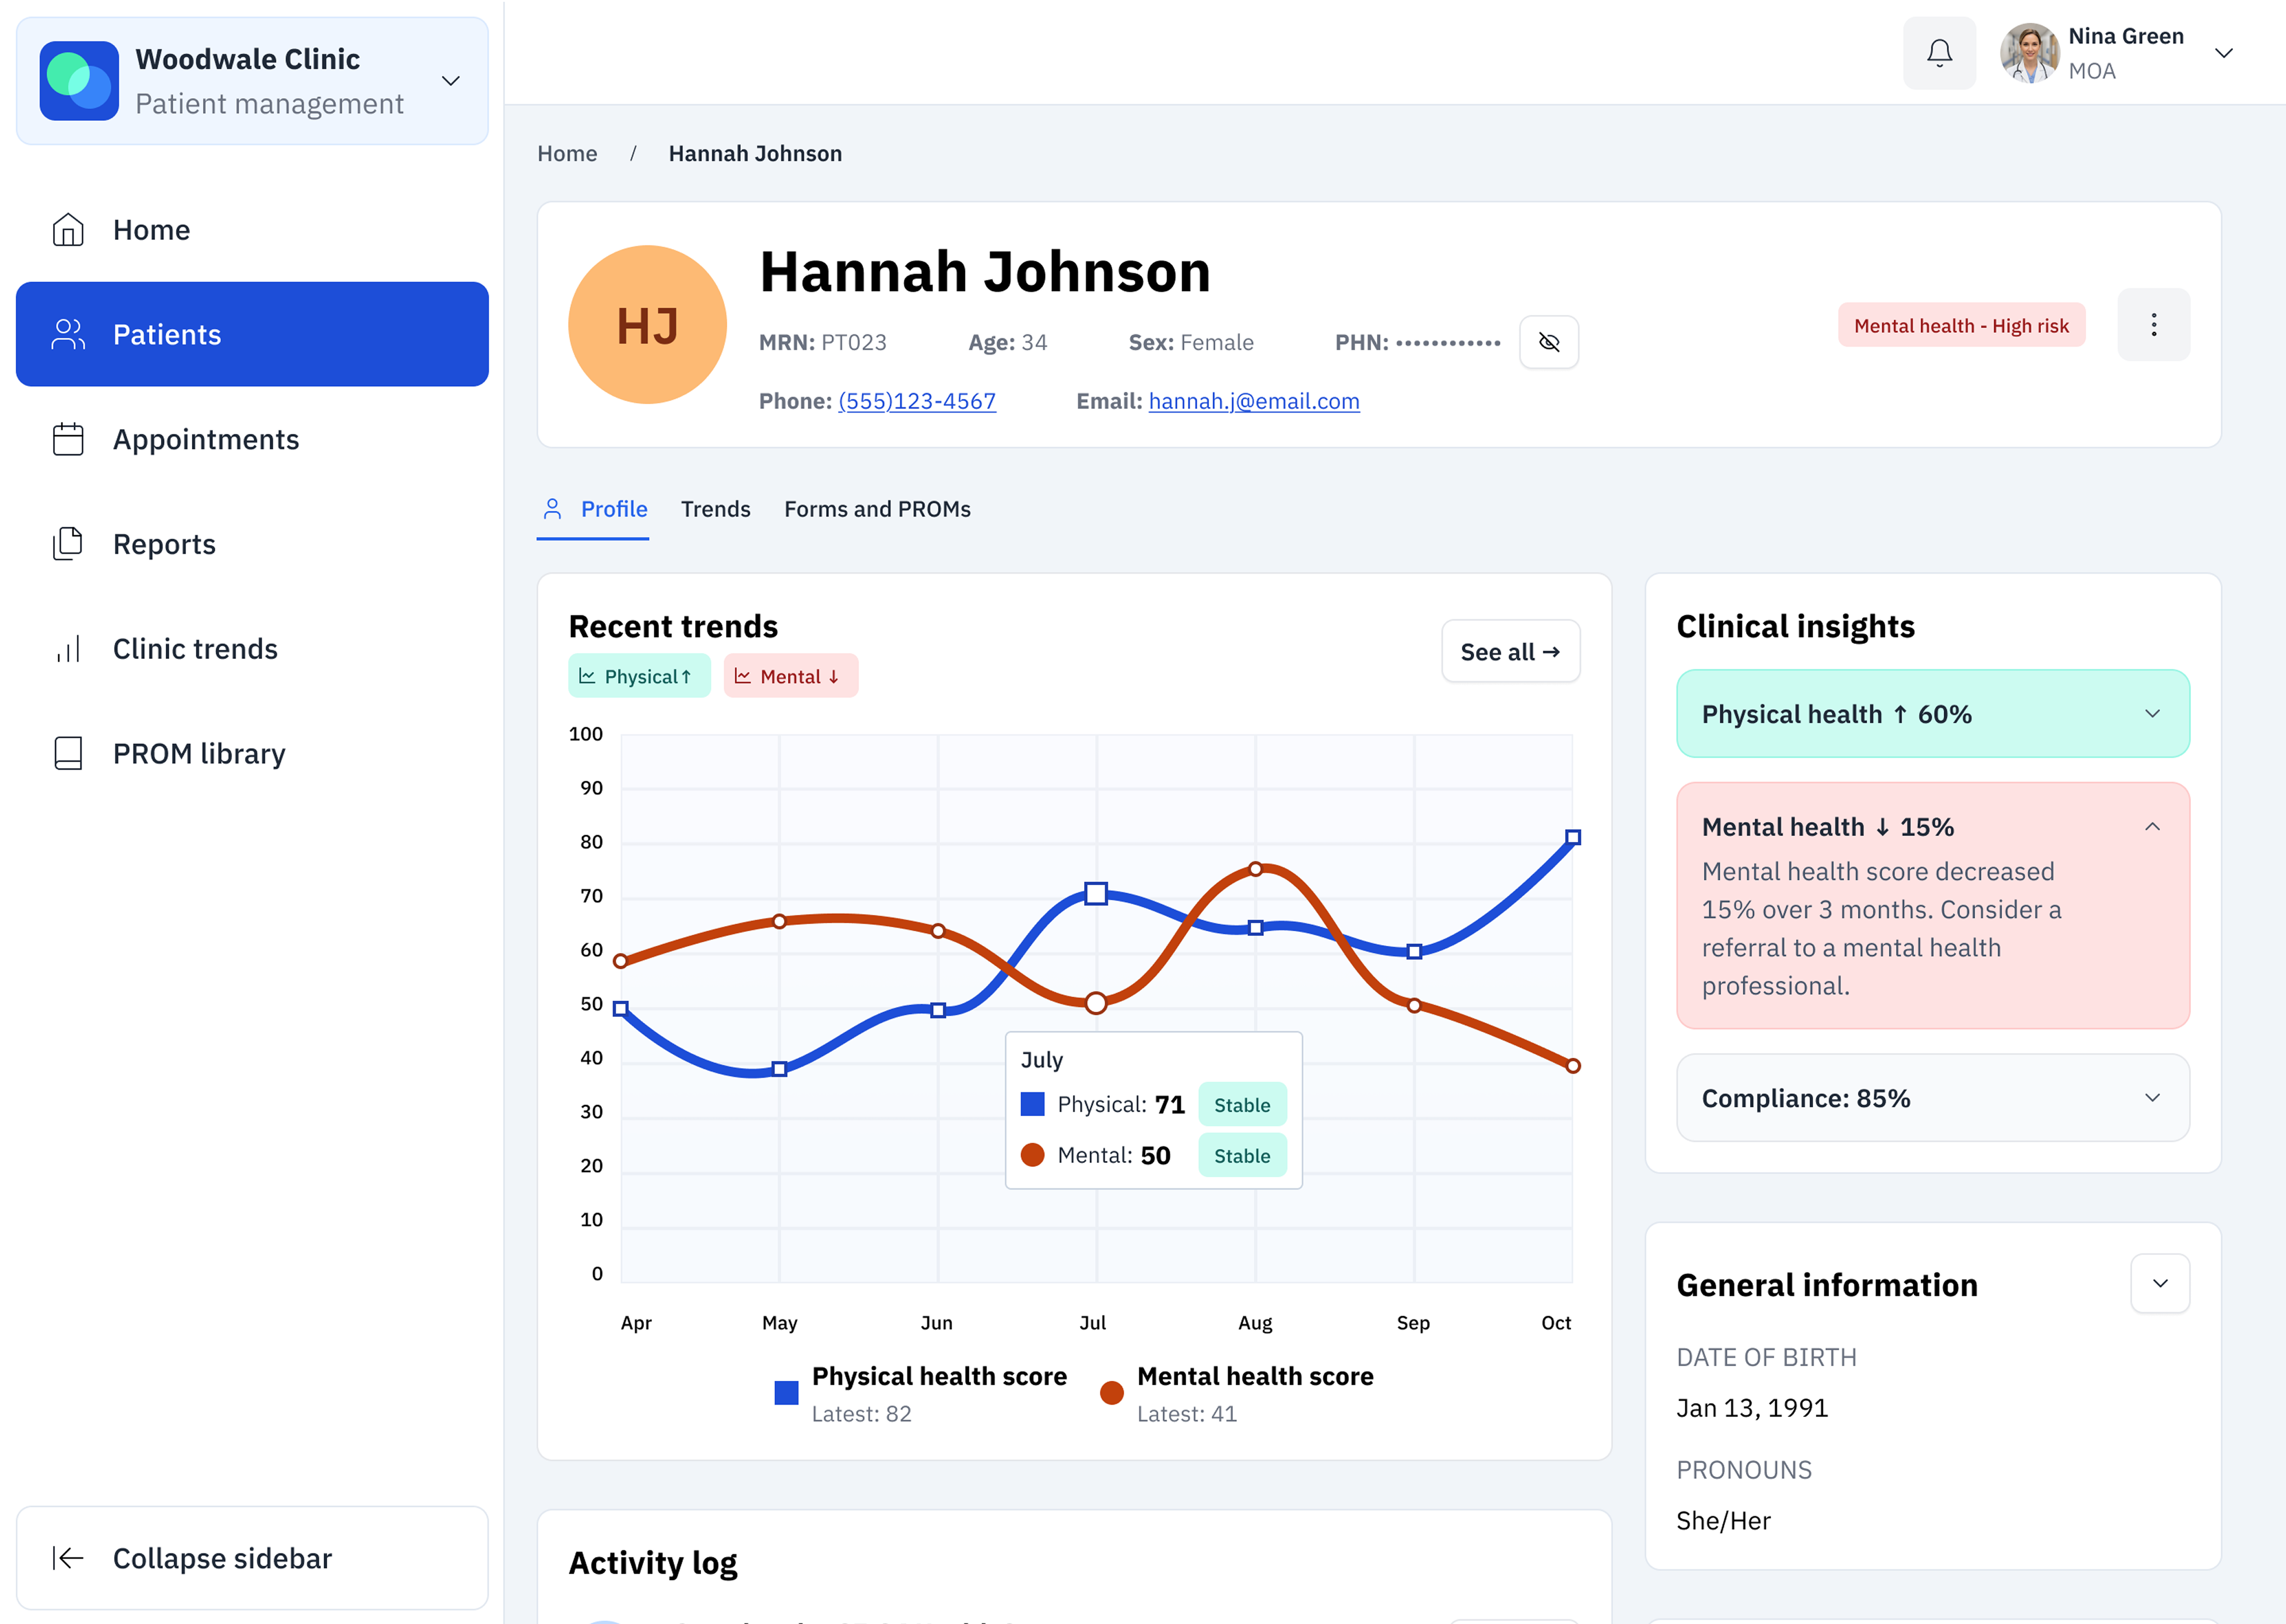 Woodwale Clinic
Patient management
Home
Patients
Appointments
Reports
Clinic trends
PROM library
Collapse sidebar
Nina Green
MOA
Home / Hannah Johnson
HJ
Hannah Johnson
MRN: PT023 Age: 34 Sex: Female PHN: ••••••••••••
Phone: (555)123-4567 Email: hannah.j@email.com
Mental health - High risk
Profile Trends Forms and PROMs
Recent trends
Physical↑ Mental ↓
See all →
100
90
80
70
60
50
40
30
20
10
0
July
Physical: 71 Stable
Mental: 50 Stable
Apr May Jun Jul Aug Sep Oct
Physical health score
Latest: 82
Mental health score
Latest: 41
Activity log
Clinical insights
Physical health ↑ 60%
Mental health ↓ 15%
Mental health score decreased
15% over 3 months. Consider a
referral to a mental health
professional.
Compliance: 85%
General information
DATE OF BIRTH
Jan 13, 1991
PRONOUNS
She/Her